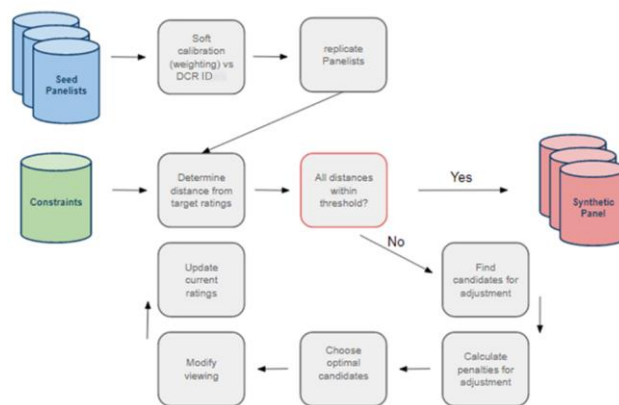 Seed
Panelists
Soft
calibration
(weighting) vs
DCR ID
replicate
Panelists
Constraints
Determine
distance from
target ratings
All distances
within
threshold?
Yes
No
Synthetic
Panel
Update
current
ratings
Find
candidates for
adjustment
Modify
viewing
Choose
optimal
candidates
Calculate
penalties for
adjustment